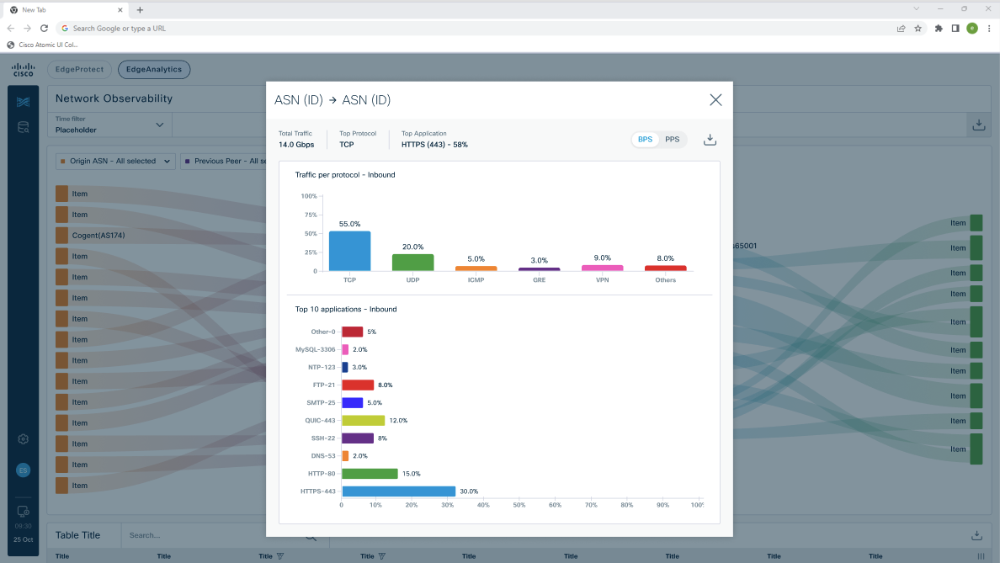 New Tab
Search Google or type a URL
e
Cisco Atomic UI Col...
CISCO
EdgeProtect
EdgeAnalytics
Network Observability
Time filter
Placeholder
Origin ASN - All selected
Previous Peer - All se
Item
Item
Cogent(AS174)
Item
Item
Item
Item
Item
Item
Item
Item
Item
Item
Item
Item
ES
09:30
25 Oct
ASN (ID) → ASN (ID)
Total Traffic
14.0 Gbps
Top Protocol
TCP
Top Application
HTTPS (443) - 58%
BPS
PPS
Traffic per protocol - Inbound
100%
75%
50%
25%
0
55.0%
20.0%
5.0%
3.0%
9.0%
8.0%
TCP
UDP
ICMP
GRE
VPN
Others
Top 10 applications - Inbound
Other-0 5%
MySQL-3306 2.0%
NTP-123 3.0%
FTP-21 8.0%
SMTP-25 5.0%
QUIC-443 12.0%
SSH-22 8%
DNS-53 2.0%
HTTP-80 15.0%
HTTPS-443 30.0%
0 10% 20% 30% 40% 50% 60% 70% 80% 90% 100%
s65001
Item
Item
Item
Item
Item
Item
Item
Item
Item
Item
Table Title
Search...
Title Title Title Title Title Title Title Title Title